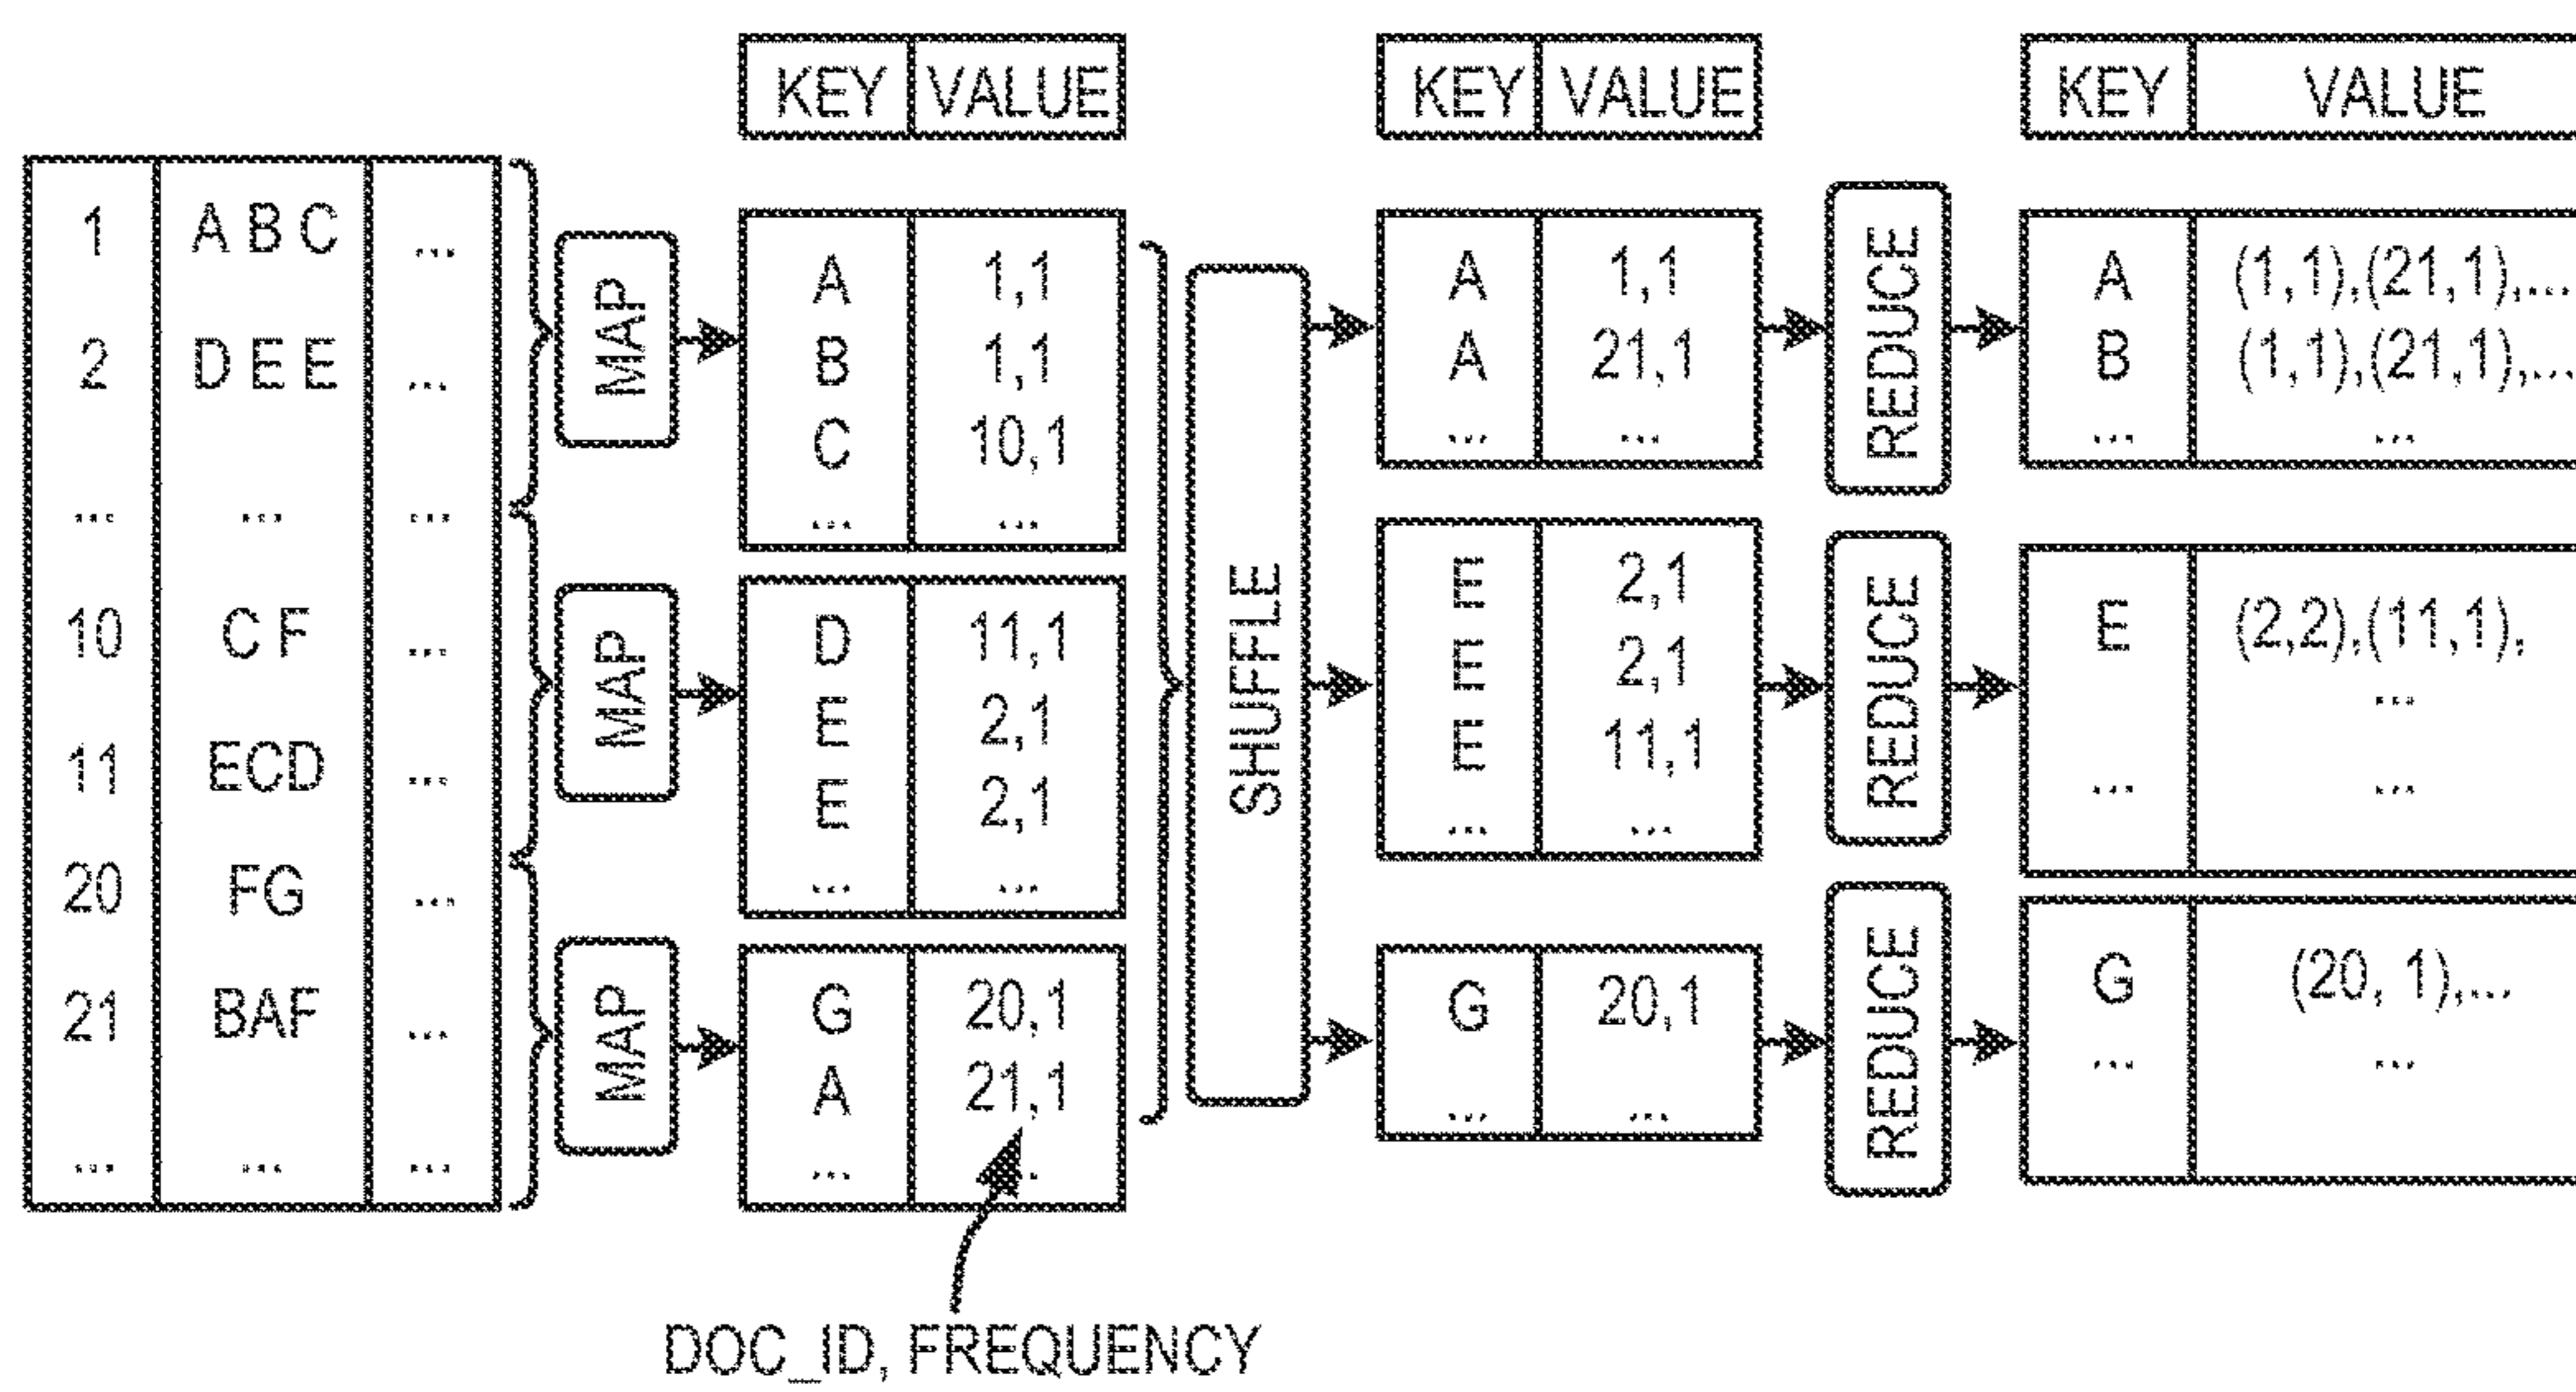 KEY VALUE
KEY VALUE
KEY VALUE
1 A B C ...
2 D E E ...
... ... ...
10 C F ...
11 ECD ...
20 FG ...
21 BAF ...
... ... ...
MAP
MAP
MAP
A 1,1
B 1,1
C 10,1
... ...
D 11,1
E 2,1
E 2,1
... ...
G 20,1
A 21,1
... ..
DOC_ID, FREQUENCY
SHUFFLE
A 1,1
A 21,1
... ...
E 2,1
E 2,1
E 11,1
... ...
G 20,1
... ...
REDUCE
REDUCE
REDUCE
A (1,1),(21,1),...
B (1,1),(21,1),...
... ...
E (2,2),(11,1),
...
... ...
G (20, 1),...
... ...